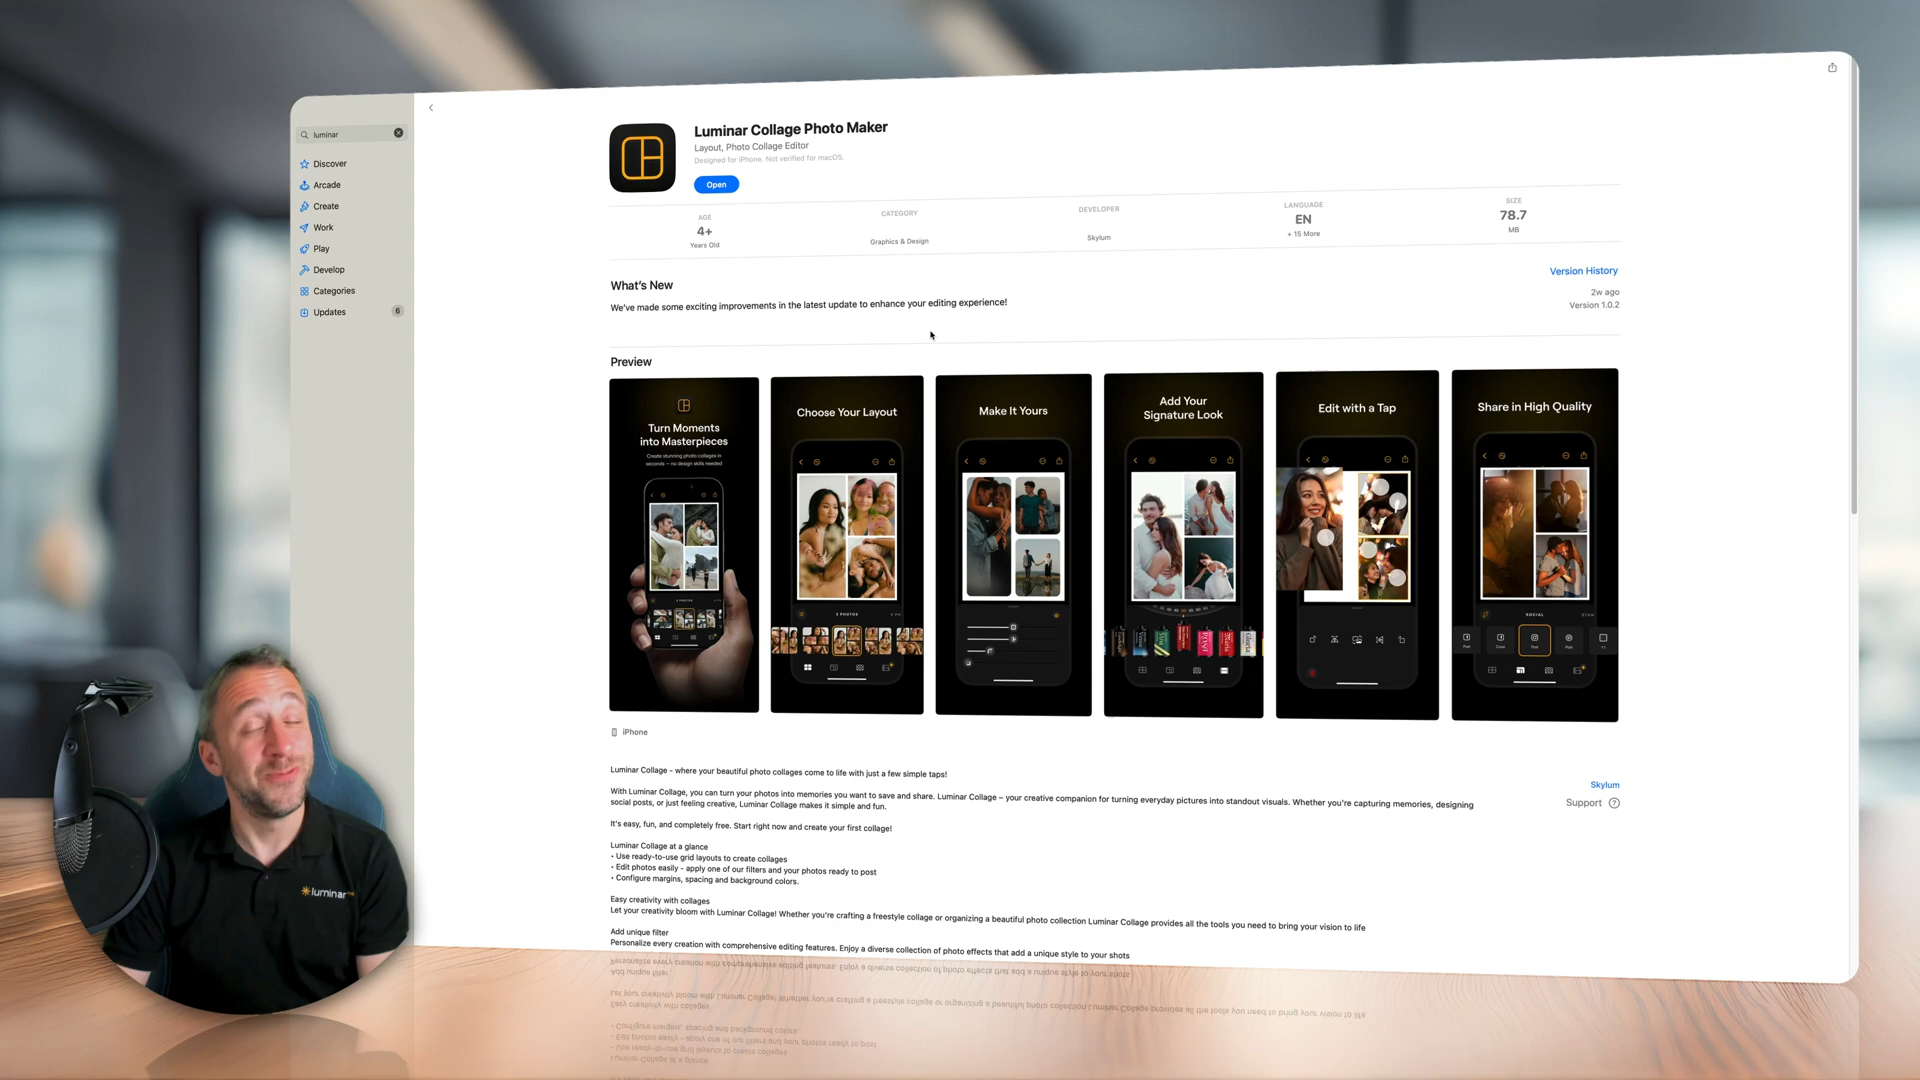 luminar
Discover
Arcade
Create
Work
Play
Develop
Categories
Updates 6
Luminar Collage Photo Maker
Layout, Photo Collage Editor
Designed for iPhone. Not verified for macOS.
Open
AGE
4+
Years Old
CATEGORY
Graphics & Design
DEVELOPER
Skylum
LANGUAGE
EN
+ 15 More
SIZE
78.7
MB
What's New
Version History
We've made some exciting improvements in the latest update to enhance your editing experience!
2w ago
Version 1.0.2
Preview
Turn Moments
into Masterpieces
Create stunning photo collages in
seconds — no design skills needed
Choose Your Layout
Make It Yours
Add Your
Signature Look
Edit with a Tap
Share in High Quality
3 PHOTOS
SOCIAL
iPhone
Luminar Collage - where your beautiful photo collages come to life with just a few simple taps!
With Luminar Collage, you can turn your photos into memories you want to save and share. Luminar Collage – your creative companion for turning everyday pictures into standout visuals. Whether you're capturing memories, designing
social posts, or just feeling creative, Luminar Collage makes it simple and fun.
It's easy, fun, and completely free. Start right now and create your first collage!
Luminar Collage at a glance
• Use ready-to-use grid layouts to create collages
• Edit photos easily - apply one of our filters and your photos ready to post
• Configure margins, spacing and background colors.
Easy creativity with collages
Let your creativity bloom with Luminar Collage! Whether you're crafting a freestyle collage or organizing a beautiful photo collection Luminar Collage provides all the tools you need to bring your vision to life
Add unique filter
Personalize every creation with comprehensive editing features. Enjoy a diverse collection of photo effects that add a unique style to your shots
Skylum
Support ?
luminar